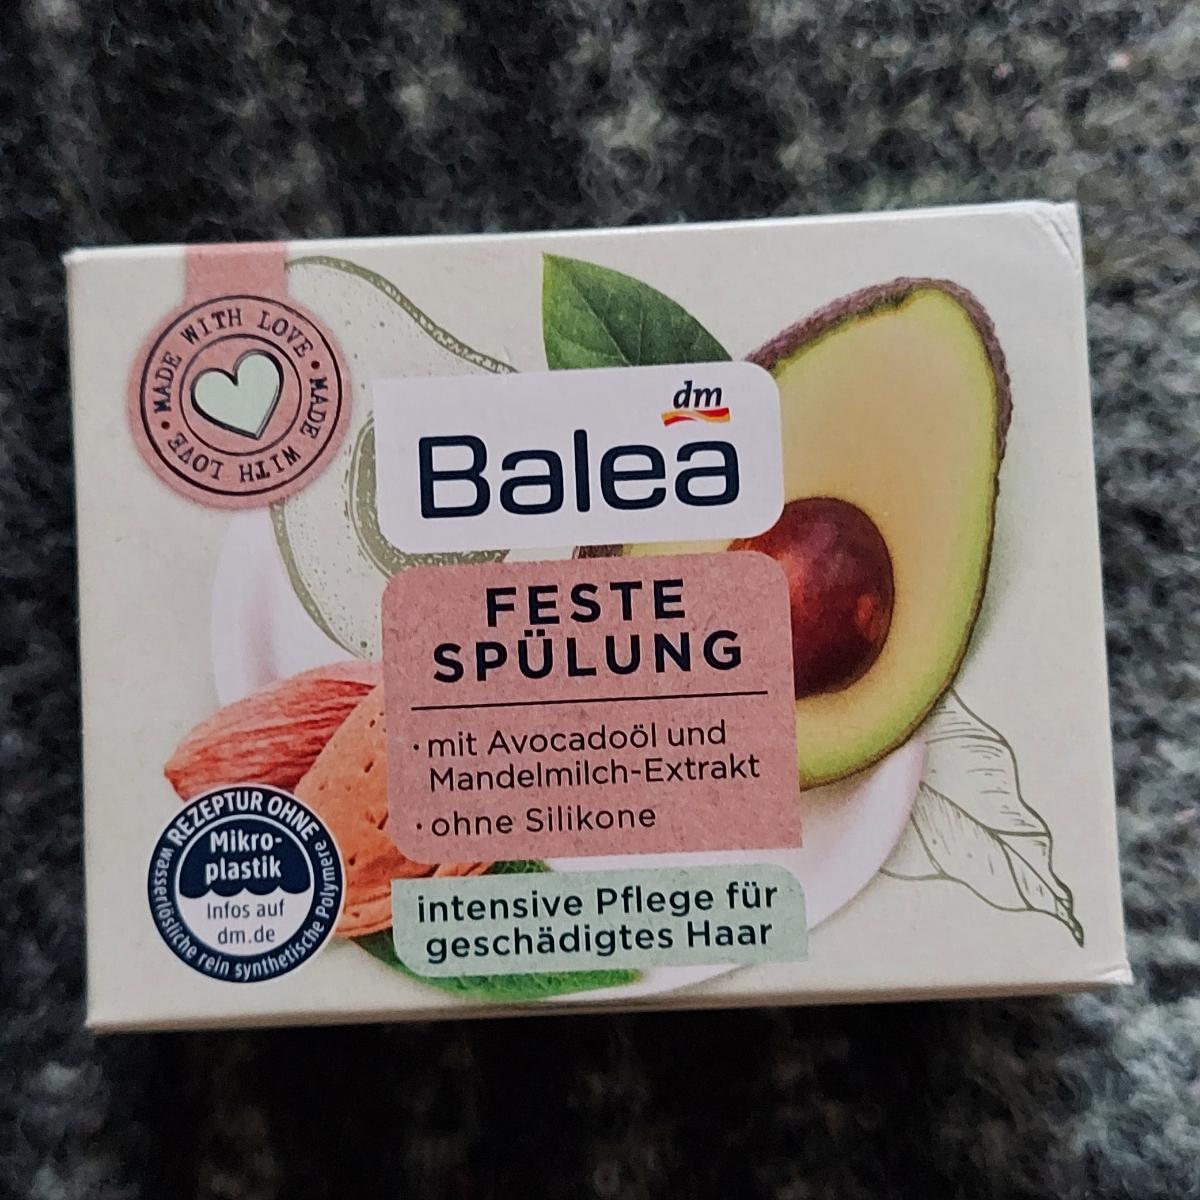 MADE WITH LOVE • MADE WITH LOVE •
dm
Balea
FESTE
SPÜLUNG
• mit Avocadoöl und
Mandelmilch-Extrakt
• ohne Silikone
intensive Pflege für
geschädigtes Haar
REZEPTUR OHNE
Mikro-
plastik
Infos auf
dm.de
wasserlösliche rein synthetische Polymere